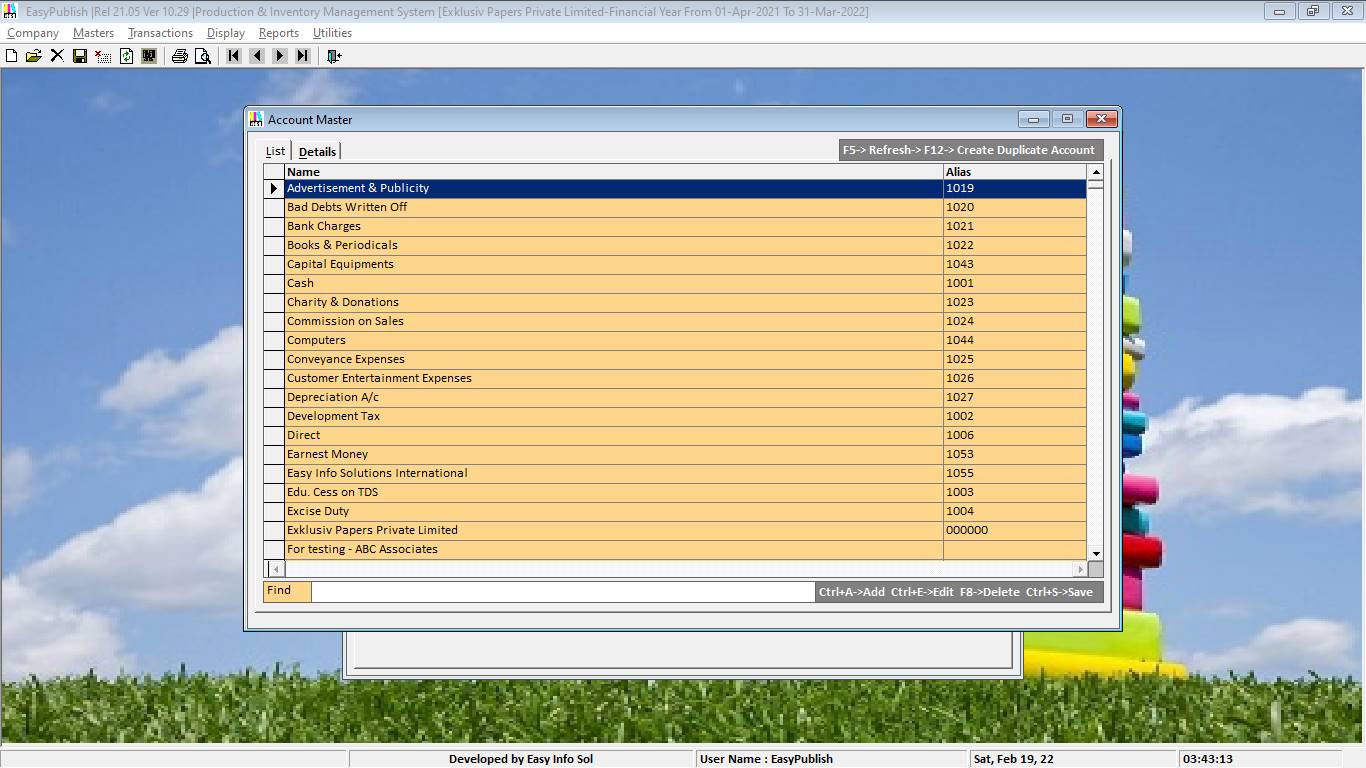 EasyPublish |Rel 21.05 Ver 10.29 |Production & Inventory Management System [Exklusiv Papers Private Limited-Financial Year From 01-Apr-2021 To 31-Mar-2022]
Company Masters Transactions Display Reports Utilities
Account Master
List Details F5-> Refresh-> F12-> Create Duplicate Account
Name Alias
Advertisement & Publicity 1019
Bad Debts Written Off 1020
Bank Charges 1021
Books & Periodicals 1022
Capital Equipments 1043
Cash 1001
Charity & Donations 1023
Commission on Sales 1024
Computers 1044
Conveyance Expenses 1025
Customer Entertainment Expenses 1026
Depreciation A/c 1027
Development Tax 1002
Direct 1006
Earnest Money 1053
Easy Info Solutions International 1055
Edu. Cess on TDS 1003
Excise Duty 1004
Exklusiv Papers Private Limited 000000
For testing - ABC Associates
Find Ctrl+A->Add Ctrl+E->Edit F8->Delete Ctrl+S->Save
Developed by Easy Info Sol User Name : EasyPublish Sat, Feb 19, 22 03:43:13